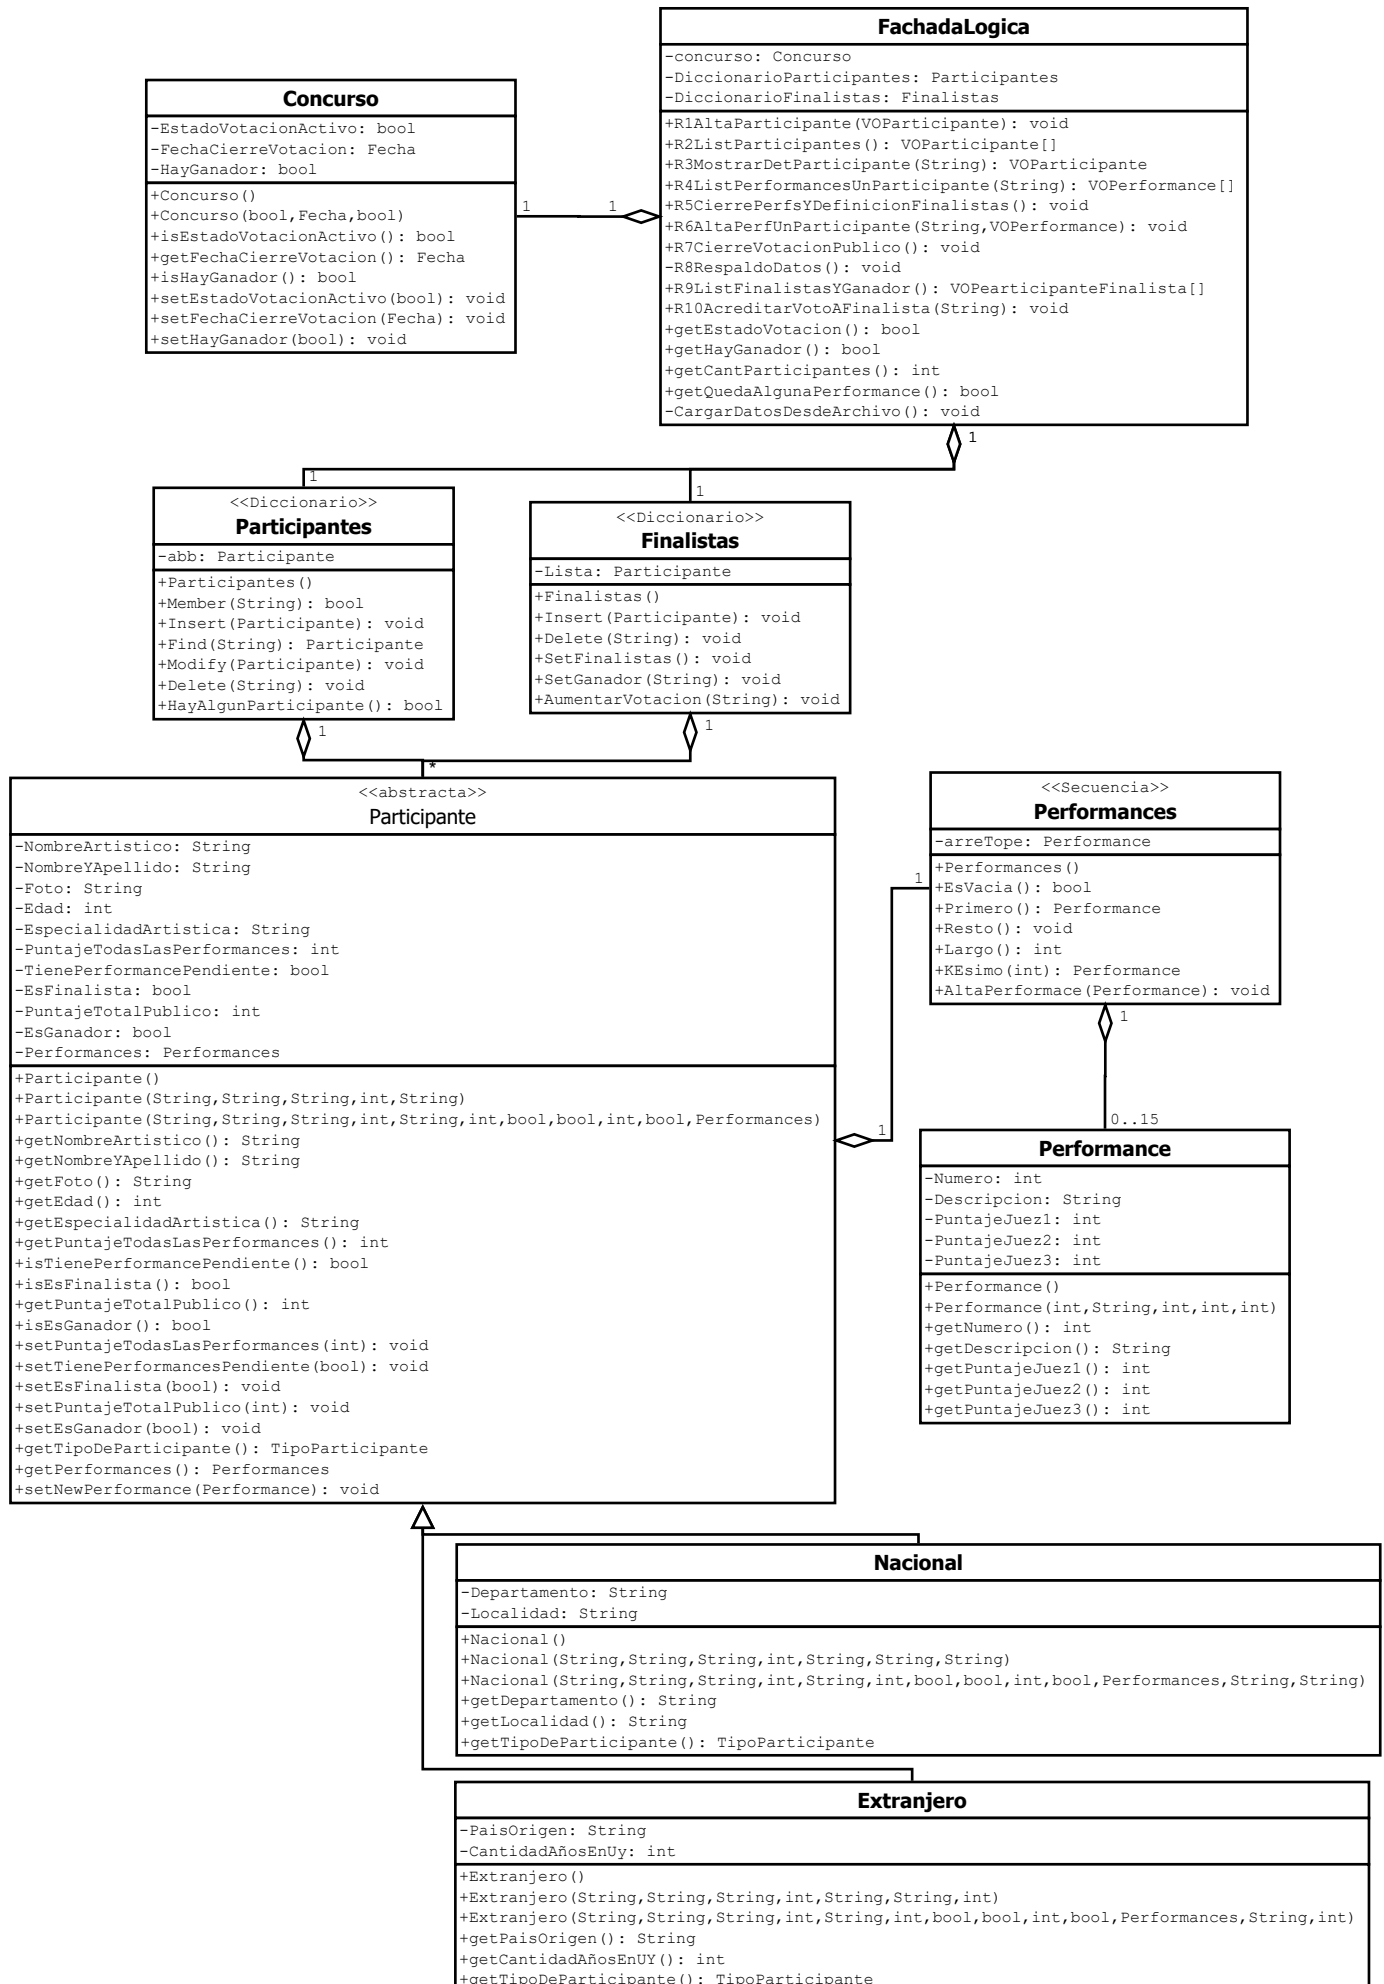 FachadaLogica
-concurso: Concurso
-DiccionarioParticipantes: Participantes
-DiccionarioFinalistas: Finalistas
+R1AltaParticipante(VOParticipante): void
+R2ListParticipantes(): VOParticipante[]
+R3MostrarDetParticipante(String): VOParticipante
+R4ListPerformancesUnParticipante(String): VOPerformance[]
+R5CierrePerfsYDefinicionFinalistas(): void
+R6AltaPerfUnParticipante(String,VOPerformance): void
+R7CierreVotacionPublico(): void
-R8RespaldoDatos(): void
+R9ListFinalistasYGanador(): VOPearticipanteFinalista[]
+R10AcreditarVotoAFinalista(String): void
+getEstadoVotacion(): bool
+getHayGanador(): bool
+getCantParticipantes(): int
+getQuedaAlgunaPerformance(): bool
-CargarDatosDesdeArchivo(): void
Concurso
-EstadoVotacionActivo: bool
-FechaCierreVotacion: Fecha
-HayGanador: bool
+Concurso()
+Concurso(bool,Fecha,bool)
+isEstadoVotacionActivo(): bool
+getFechaCierreVotacion(): Fecha
+isHayGanador(): bool
+setEstadoVotacionActivo(bool): void
+setFechaCierreVotacion(Fecha): void
+setHayGanador(bool): void
1
1
1
1
1
<<Diccionario>>
Participantes
-abb: Participante
+Participantes()
+Member(String): bool
+Insert(Participante): void
+Find(String): Participante
+Modify(Participante): void
+Delete(String): void
+HayAlgunParticipante(): bool
<<Diccionario>>
Finalistas
-Lista: Participante
+Finalistas()
+Insert(Participante): void
+Delete(String): void
+SetFinalistas(): void
+SetGanador(String): void
+AumentarVotacion(String): void
1
1
*
<<abstracta>>
Participante
-NombreArtistico: String
-NombreYApellido: String
-Foto: String
-Edad: int
-EspecialidadArtistica: String
-PuntajeTodasLasPerformances: int
-TienePerformancePendiente: bool
-EsFinalista: bool
-PuntajeTotalPublico: int
-EsGanador: bool
-Performances: Performances
+Participante()
+Participante(String,String,String,int,String)
+Participante(String,String,String,int,String,int,bool,bool,int,bool,Performances)
+getNombreArtistico(): String
+getNombreYApellido(): String
+getFoto(): String
+getEdad(): int
+getEspecialidadArtistica(): String
+getPuntajeTodasLasPerformances(): int
+isTienePerformancePendiente(): bool
+isEsFinalista(): bool
+getPuntajeTotalPublico(): int
+isEsGanador(): bool
+setPuntajeTodasLasPerformances(int): void
+setTienePerformancesPendiente(bool): void
+setEsFinalista(bool): void
+setPuntajeTotalPublico(int): void
+setEsGanador(bool): void
+getTipoDeParticipante(): TipoParticipante
+getPerformances(): Performances
+setNewPerformance(Performance): void
1
1
<<Secuencia>>
Performances
-arreTope: Performance
+Performances()
+EsVacia(): bool
+Primero(): Performance
+Resto(): void
+Largo(): int
+KEsimo(int): Performance
+AltaPerformace(Performance): void
1
0..15
Performance
-Numero: int
-Descripcion: String
-PuntajeJuez1: int
-PuntajeJuez2: int
-PuntajeJuez3: int
+Performance()
+Performance(int,String,int,int,int)
+getNumero(): int
+getDescripcion(): String
+getPuntajeJuez1(): int
+getPuntajeJuez2(): int
+getPuntajeJuez3(): int
Nacional
-Departamento: String
-Localidad: String
+Nacional()
+Nacional(String,String,String,int,String,String,String)
+Nacional(String,String,String,int,String,int,bool,bool,int,bool,Performances,String,String)
+getDepartamento(): String
+getLocalidad(): String
+getTipoDeParticipante(): TipoParticipante
Extranjero
-PaisOrigen: String
-CantidadAñosEnUy: int
+Extranjero()
+Extranjero(String,String,String,int,String,String,int)
+Extranjero(String,String,String,int,String,int,bool,bool,int,bool,Performances,String,int)
+getPaisOrigen(): String
+getCantidadAñosEnUY(): int
+getTipoDeParticipante(): TipoParticipante